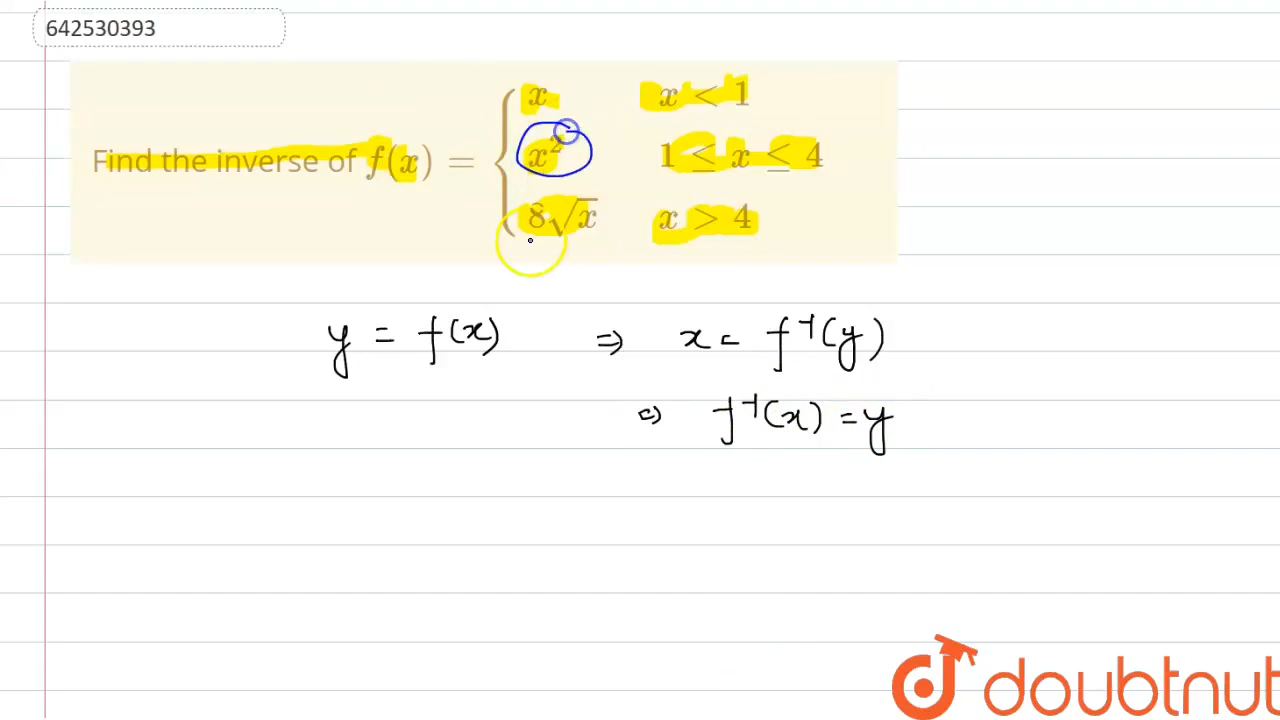 642530393
x x < 1
Find the inverse of f(x) = { x² 1 ≤ x ≤ 4
8√x x > 4
y = f(x) ⇒ x = f⁻¹(y)
⇒ f⁻¹(x) = y
doubtnut